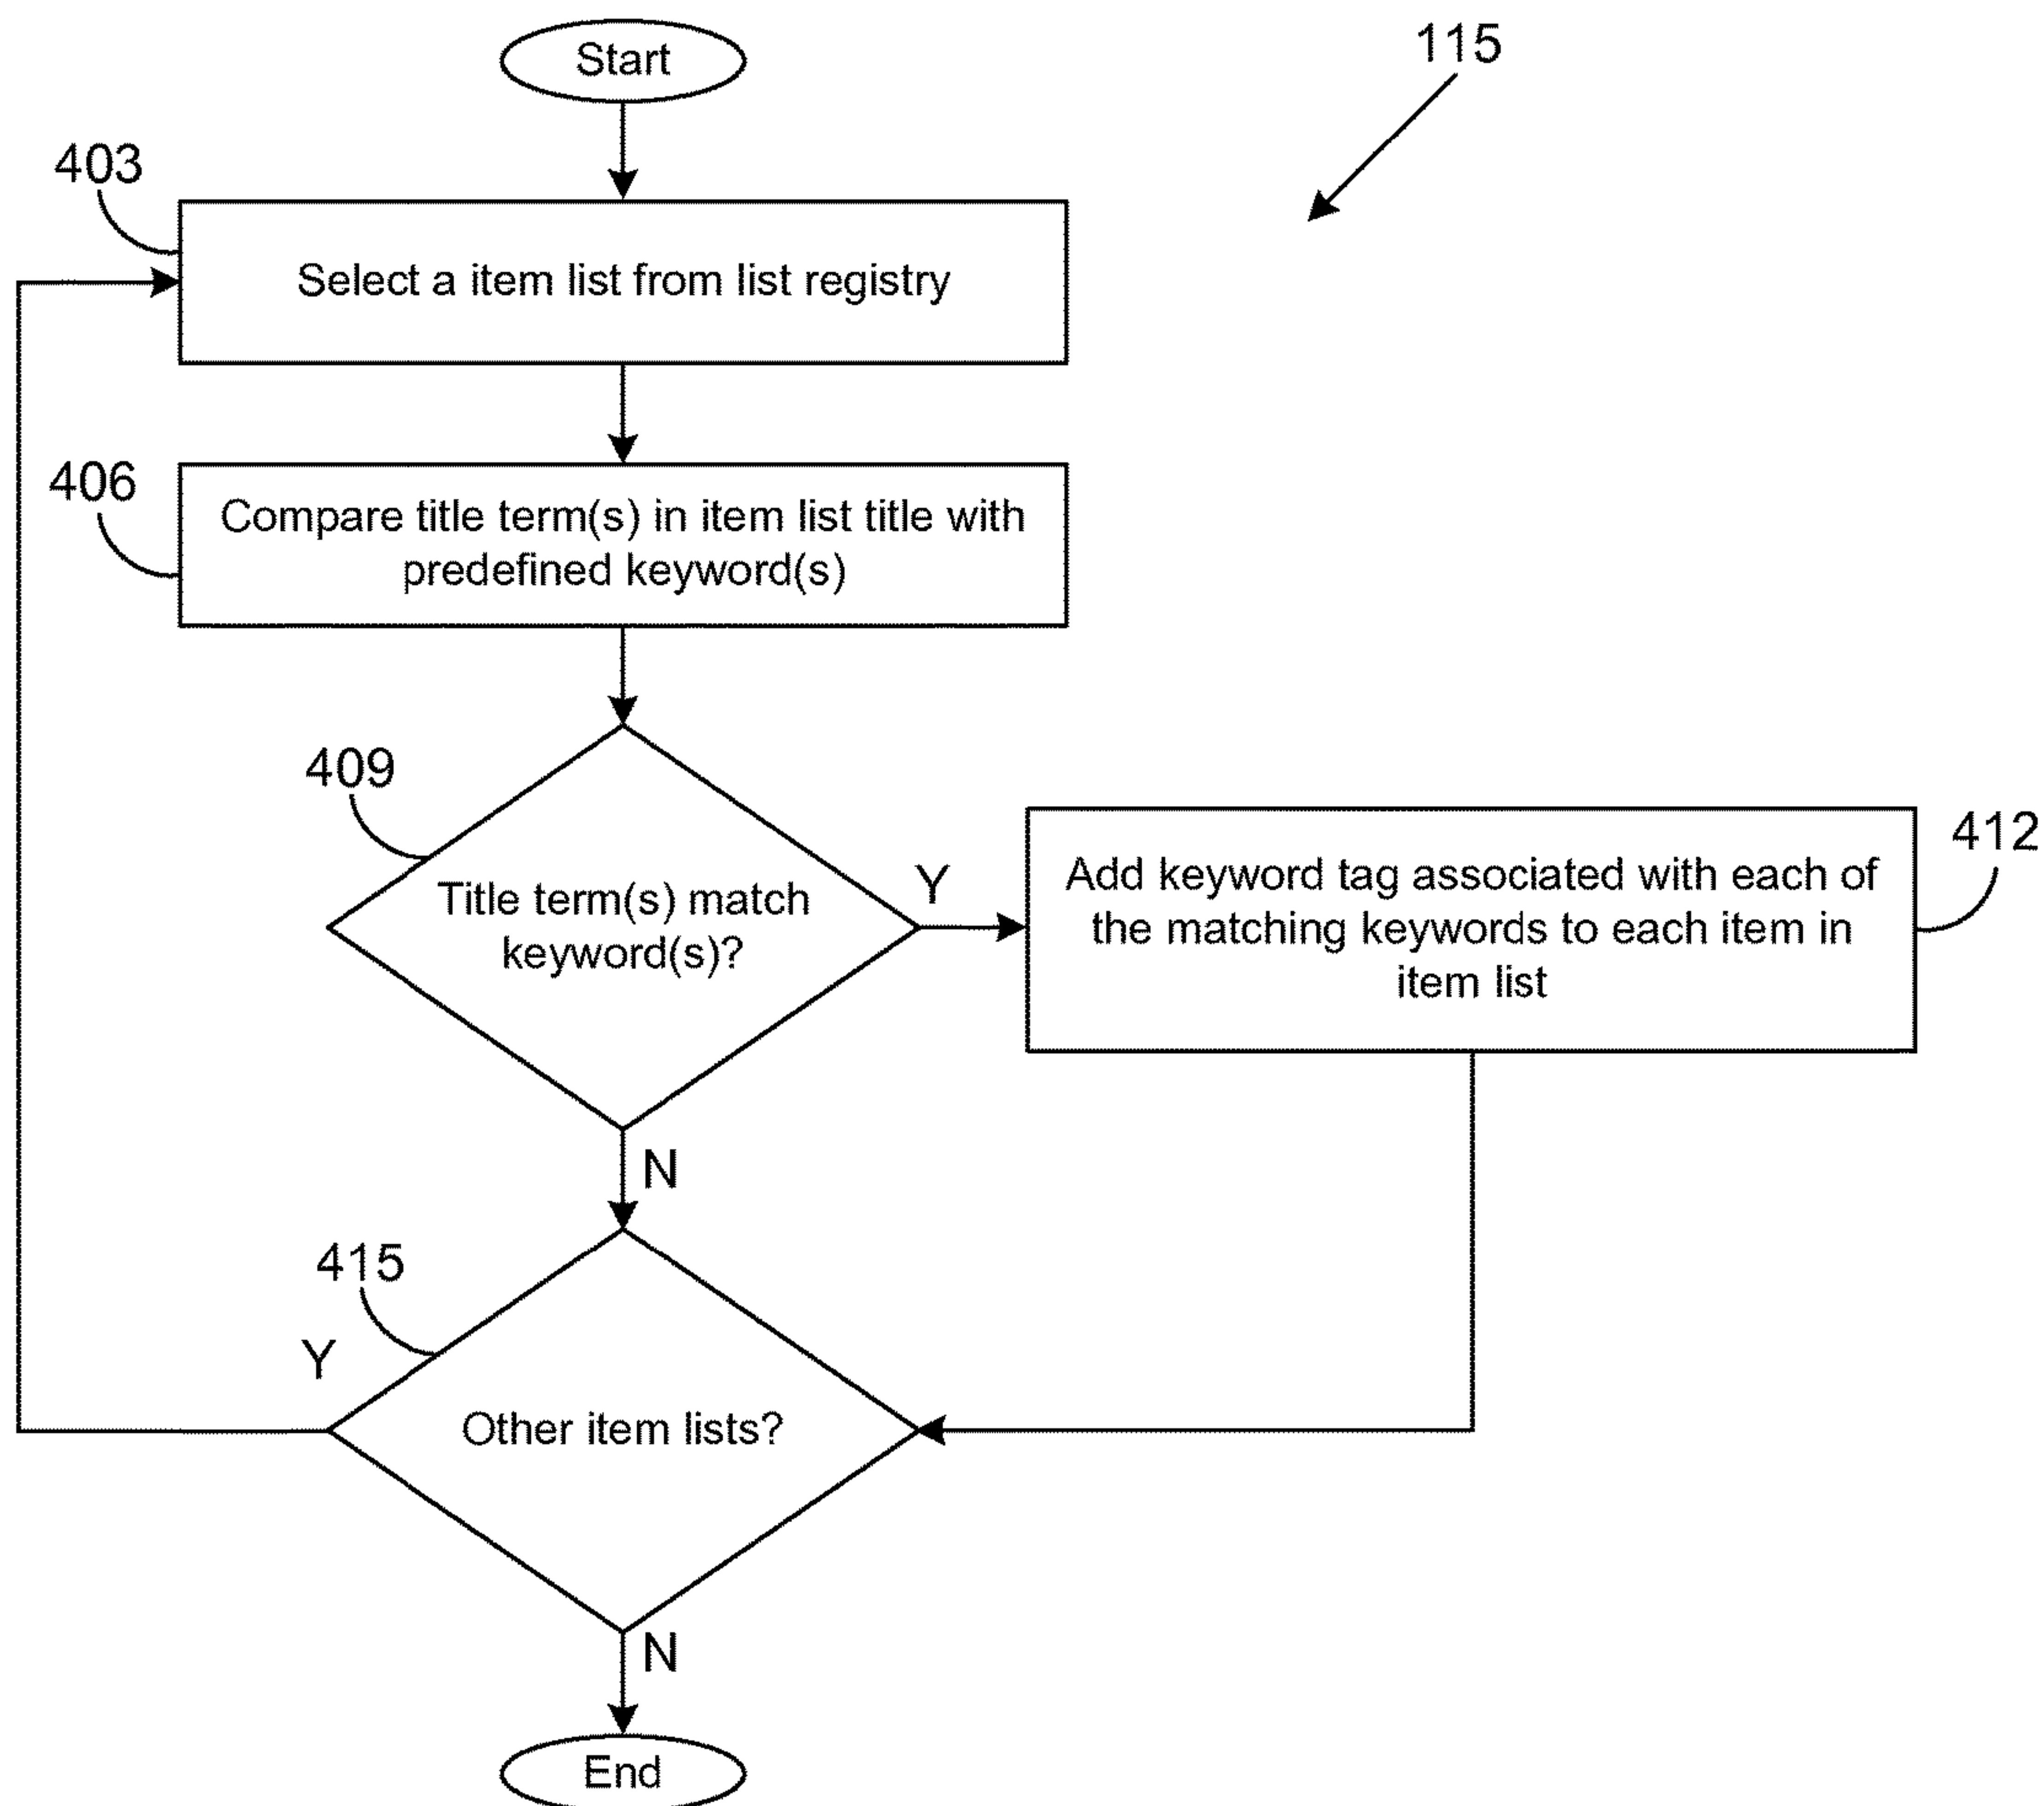 Start
115
403
Select a item list from list registry
406
Compare title term(s) in item list title with
predefined keyword(s)
409
Title term(s) match
keyword(s)?
Y
412
Add keyword tag associated with each of
the matching keywords to each item in
item list
N
415
Y
Other item lists?
N
End